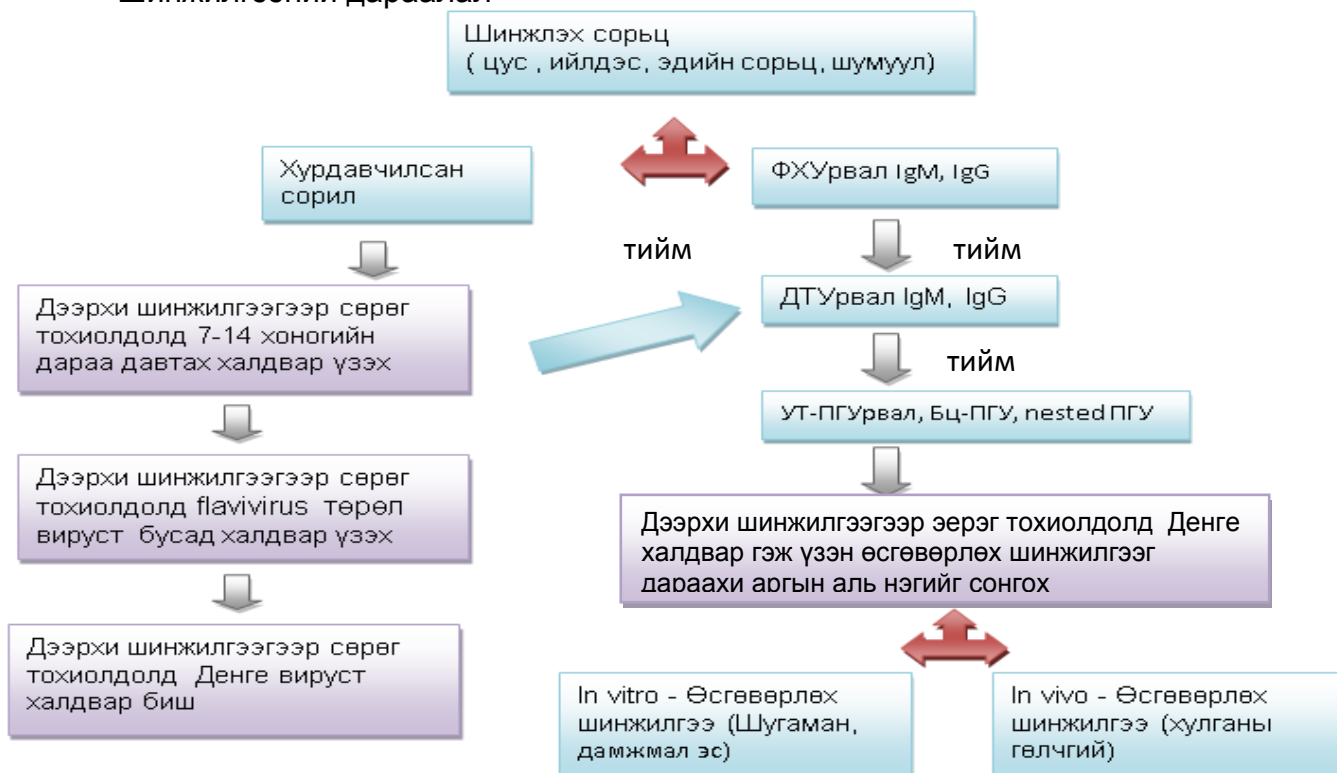 Шинжилгээний дараалал
Шинжлэх сорьц
( цус , ийлдэс, эдийн сорьц, шумуул)
Хурдавчилсан
сорил
ФХУрвал IgM, IgG
тийм
тийм
Дээрхи шинжилгээгээр сөрөг
тохиолдолд 7-14 хоногийн
дараа давтах халдвар үзэх
ДТУрвал IgM, IgG
тийм
УТ-ПГУрвал, Бц-ПГУ, nested ПГУ
Дээрхи шинжилгээгээр сөрөг
тохиолдолд flavivirus төрөл
вируст бусад халдвар үзэх
Дээрхи шинжилгээгээр эерэг тохиолдолд Денге
халдвар гэж үзэн өсгөвөрлөх шинжилгээг
дараахи аргын аль нэгийг сонгох
Дээрхи шинжилгээгээр сөрөг
тохиолдолд Денге вируст
халдвар биш
In vitro - Өсгөвөрлөх
шинжилгээ (Шугаман,
дамжмал эс)
In vivo - Өсгөвөрлөх
шинжилгээ (хулганы
гөлчгий)